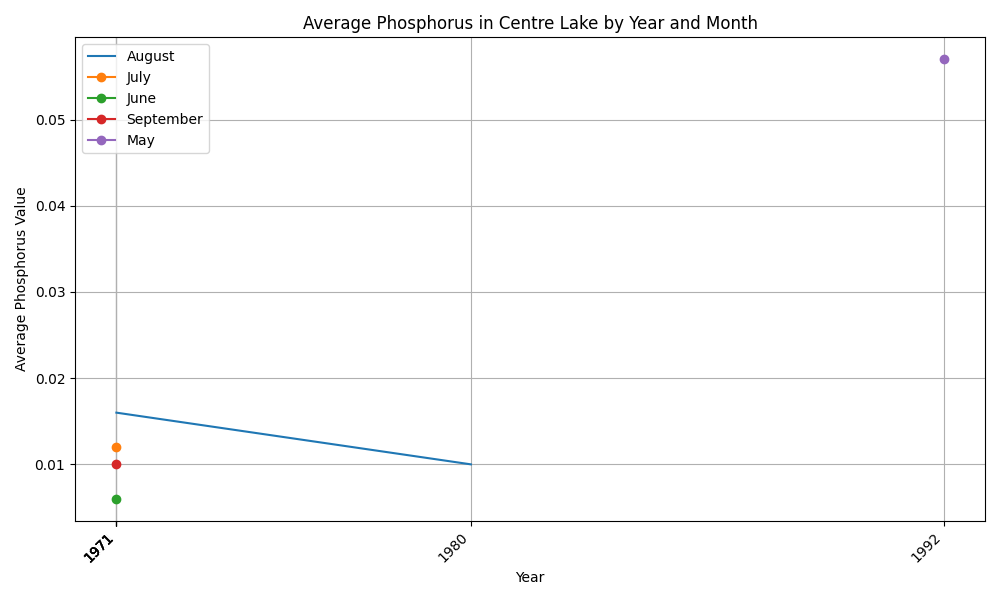 Average Phosphorus in Centre Lake by Year and Month
August
July
June
September
May
Average Phosphorus Value
0.05
0.04
0.03
0.02
0.01
1971
1980
1992
Year